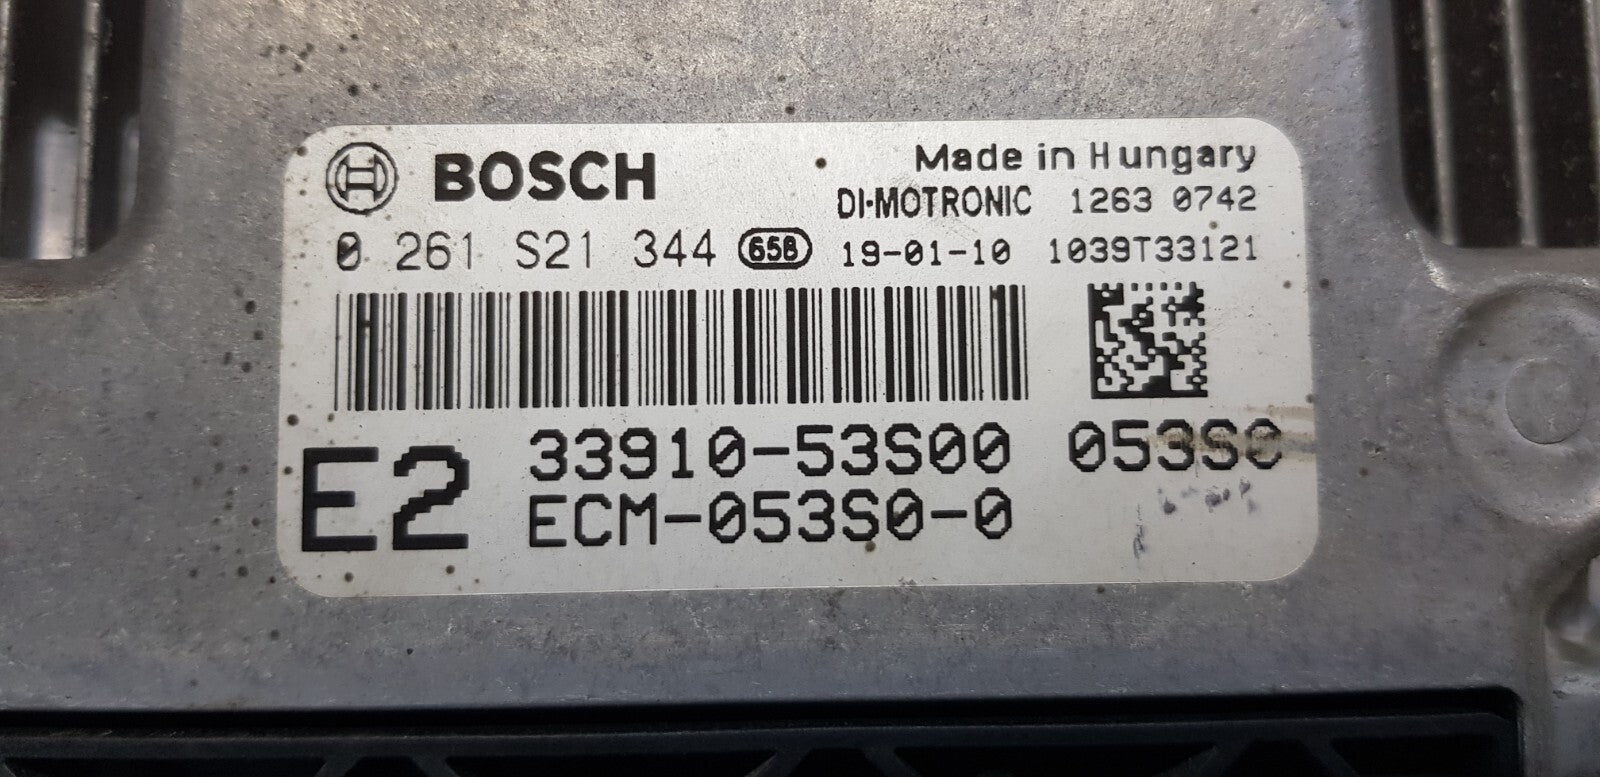 BOSCH Made in Hungary
DI-MOTRONIC 1263 0742
0 261 S21 344 65B 19-01-10 1039T33121
E2 33910-53S00 053S0
ECM-053S0-0